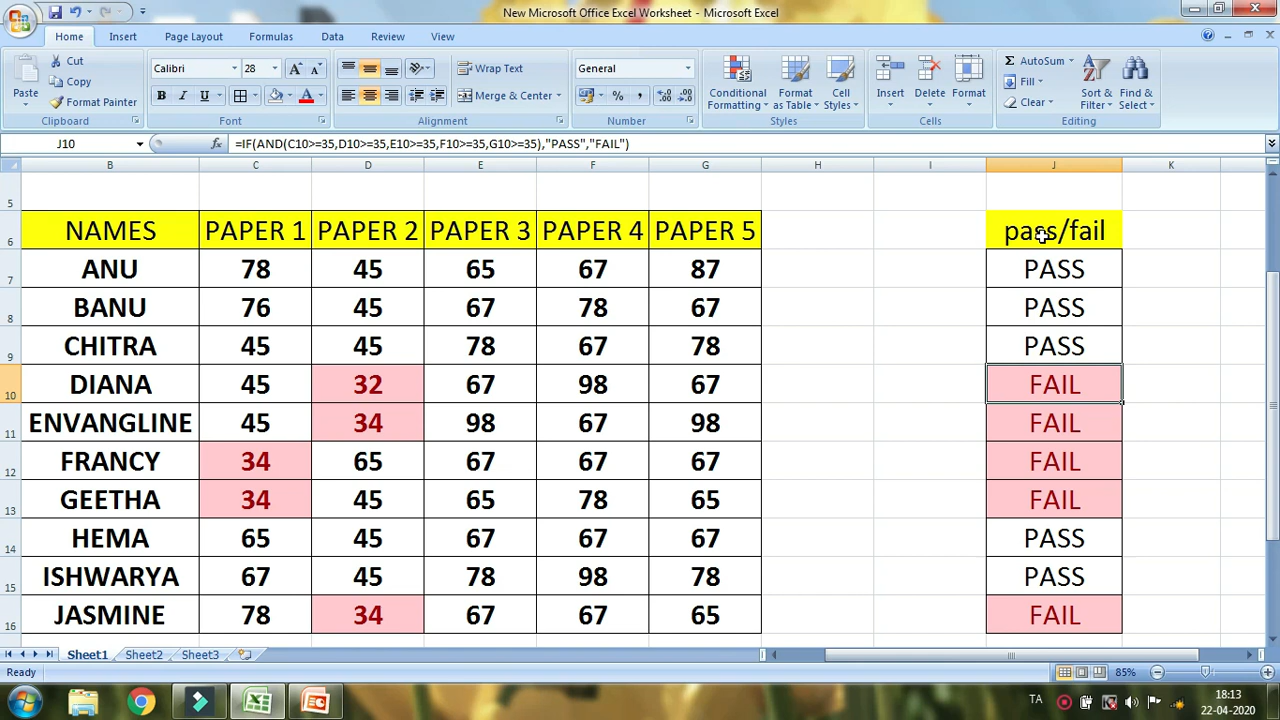 New Microsoft Office Excel Worksheet - Microsoft Excel
Home Insert Page Layout Formulas Data Review View
Paste
Cut
Copy
Format Painter
Clipboard
Calibri 28
B I U
Font
Wrap Text
Merge & Center
Alignment
General
Number
Conditional Formatting
Format as Table
Cell Styles
Styles
Insert Delete Format
Cells
AutoSum
Fill
Clear
Sort & Filter
Find & Select
Editing
J10 fx =IF(AND(C10>=35,D10>=35,E10>=35,F10>=35,G10>=35),"PASS","FAIL")
B C D E F G H I J K
5
6 NAMES PAPER 1 PAPER 2 PAPER 3 PAPER 4 PAPER 5 pass/fail
7 ANU 78 45 65 67 87 PASS
8 BANU 76 45 67 78 67 PASS
9 CHITRA 45 45 78 67 78 PASS
10 DIANA 45 32 67 98 67 FAIL
11 ENVANGLINE 45 34 98 67 98 FAIL
12 FRANCY 34 65 67 67 67 FAIL
13 GEETHA 34 45 65 78 65 FAIL
14 HEMA 65 45 67 67 67 PASS
15 ISHWARYA 67 45 78 98 78 PASS
16 JASMINE 78 34 67 67 65 FAIL
Sheet1 Sheet2 Sheet3
Ready 85%
TA 18:13
22-04-2020